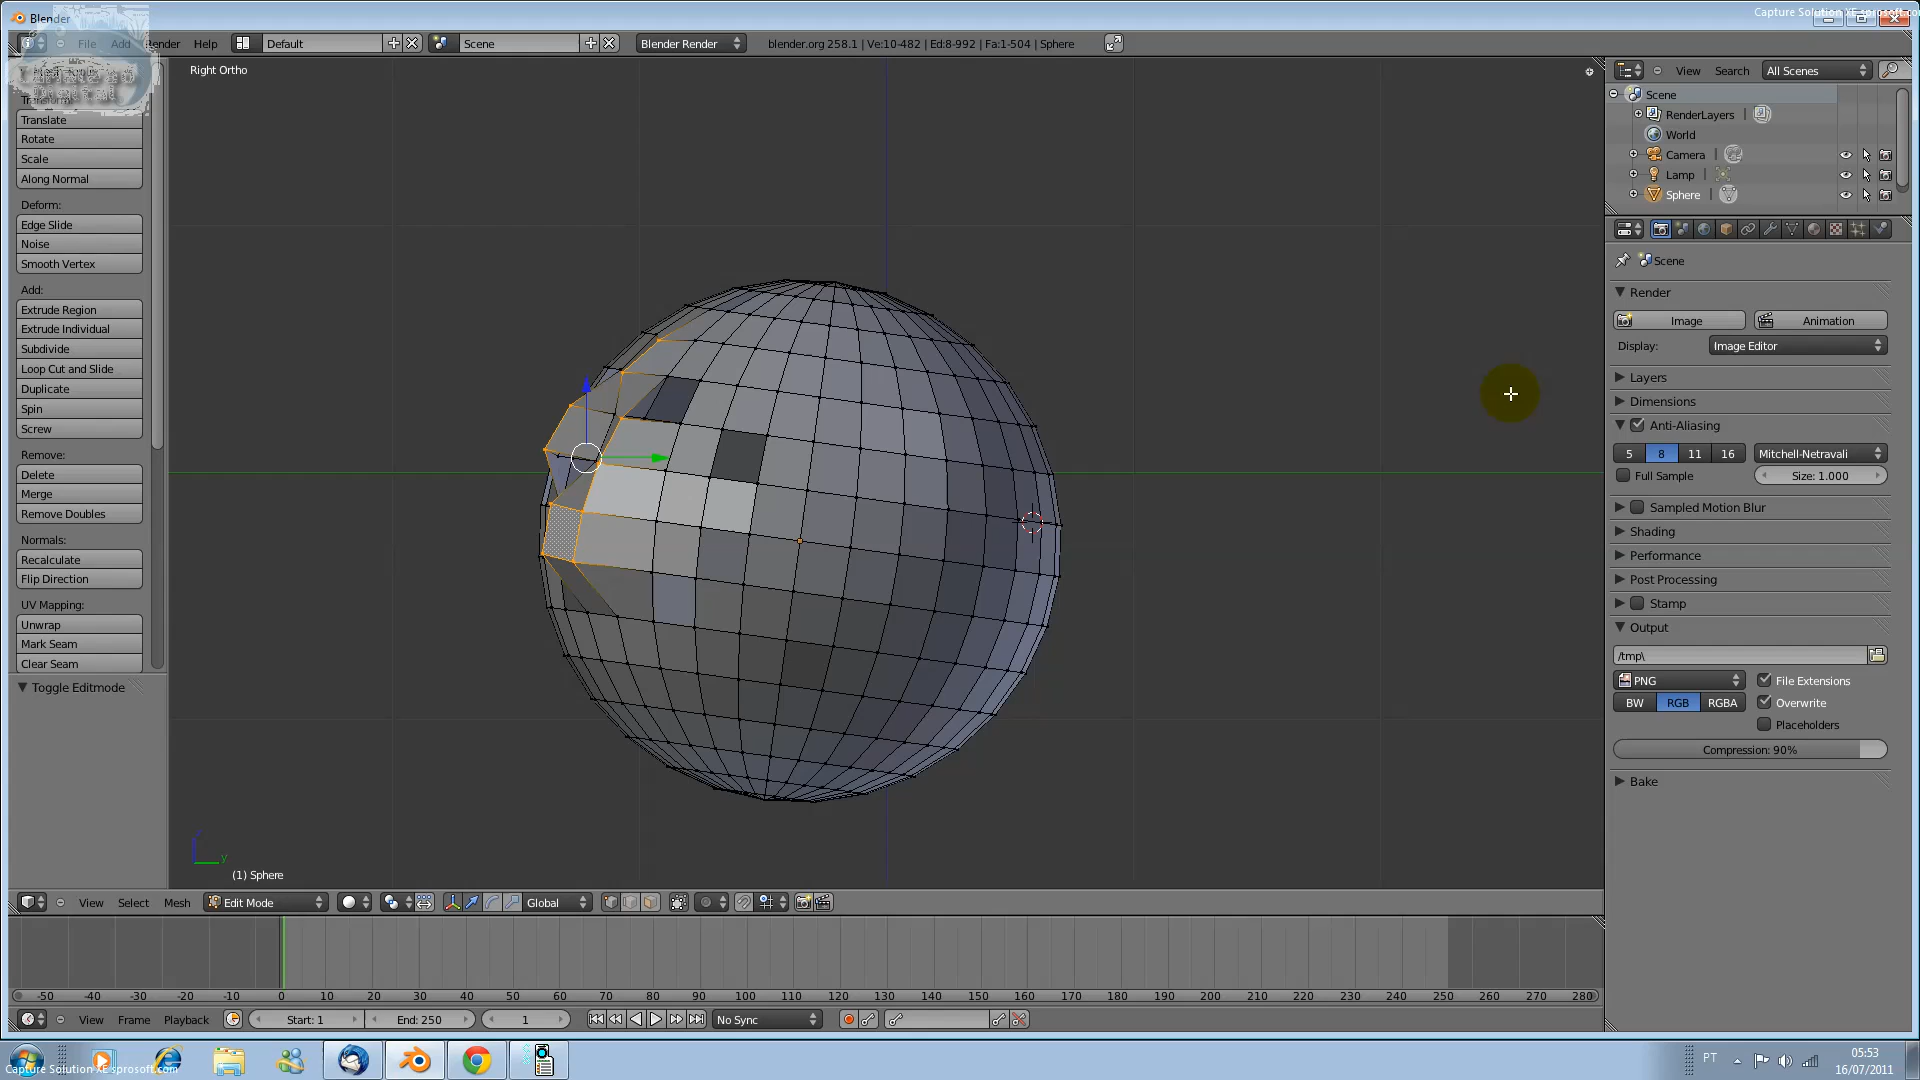 Blender
Capture Solution XE sprosoft.co
File Add Render Help Default Scene Blender Render blender.org 258.1 | Ve:10-482 | Ed:8-992 | Fa:1-504 | Sphere
Right Ortho
Translate
Rotate
Scale
Along Normal
Deform:
Edge Slide
Noise
Smooth Vertex
Add:
Extrude Region
Extrude Individual
Subdivide
Loop Cut and Slide
Duplicate
Spin
Screw
Remove:
Delete
Merge
Remove Doubles
Normals:
Recalculate
Flip Direction
UV Mapping:
Unwrap
Mark Seam
Clear Seam
Toggle Editmode
y
(1) Sphere
View Select Mesh Edit Mode Global
View Search All Scenes
Scene
RenderLayers
World
Camera
Lamp
Sphere
Scene
Render
Image Animation
Display: Image Editor
Layers
Dimensions
Anti-Aliasing
5 8 11 16 Mitchell-Netravali
Full Sample Size: 1.000
Sampled Motion Blur
Shading
Performance
Post Processing
Stamp
Output
/tmp\
PNG File Extensions
BW RGB RGBA Overwrite
Placeholders
Compression: 90%
Bake
-50 -40 -30 -20 -10 0 10 20 30 40 50 60 70 80 90 100 110 120 130 140 150 160 170 180 190 200 210 220 230 240 250 260 270 280
View Frame Playback Start: 1 End: 250 1 No Sync
Capture Solution XE sprosoft.com
PT
05:53
16/07/2011